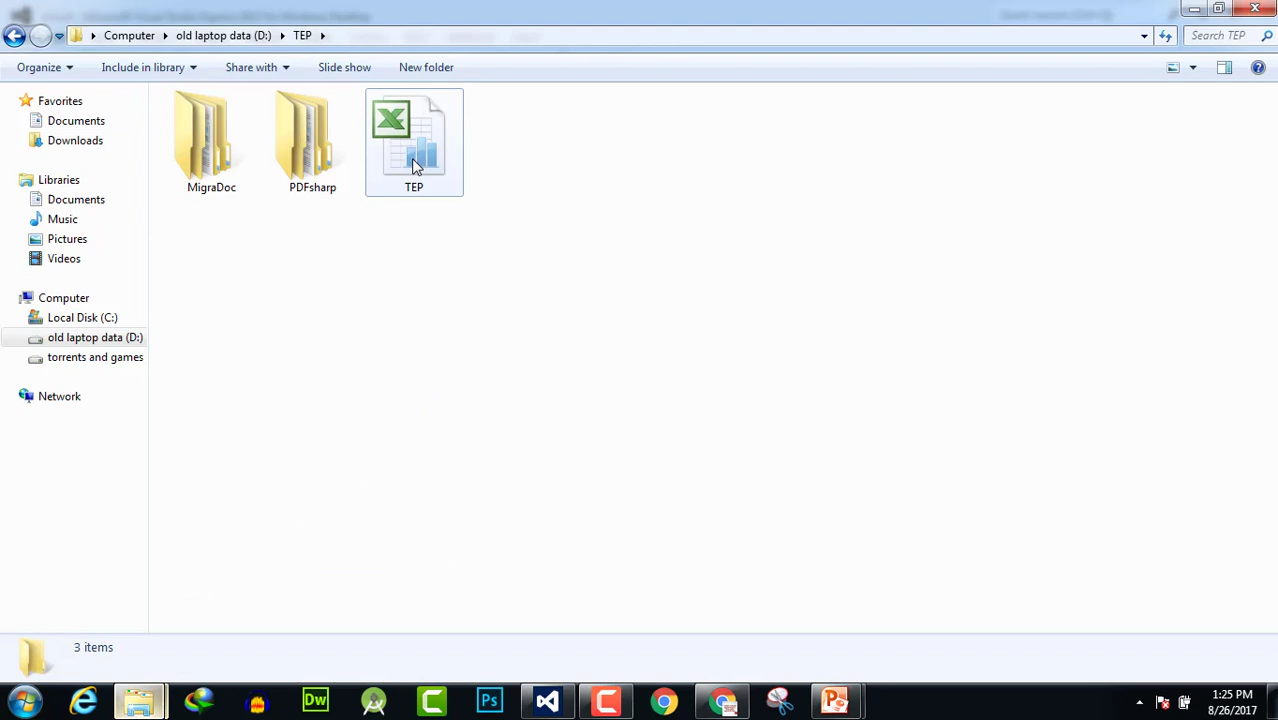 Computer old laptop data (D:) TEP Search TEP
Organize Include in library Share with Slide show New folder
Favorites
Documents
Downloads
Libraries
Documents
Music
Pictures
Videos
Computer
Local Disk (C:)
old laptop data (D:)
torrents and games
Network
MigraDoc PDFsharp TEP
3 items
Dw Ps
1:25 PM
8/26/2017